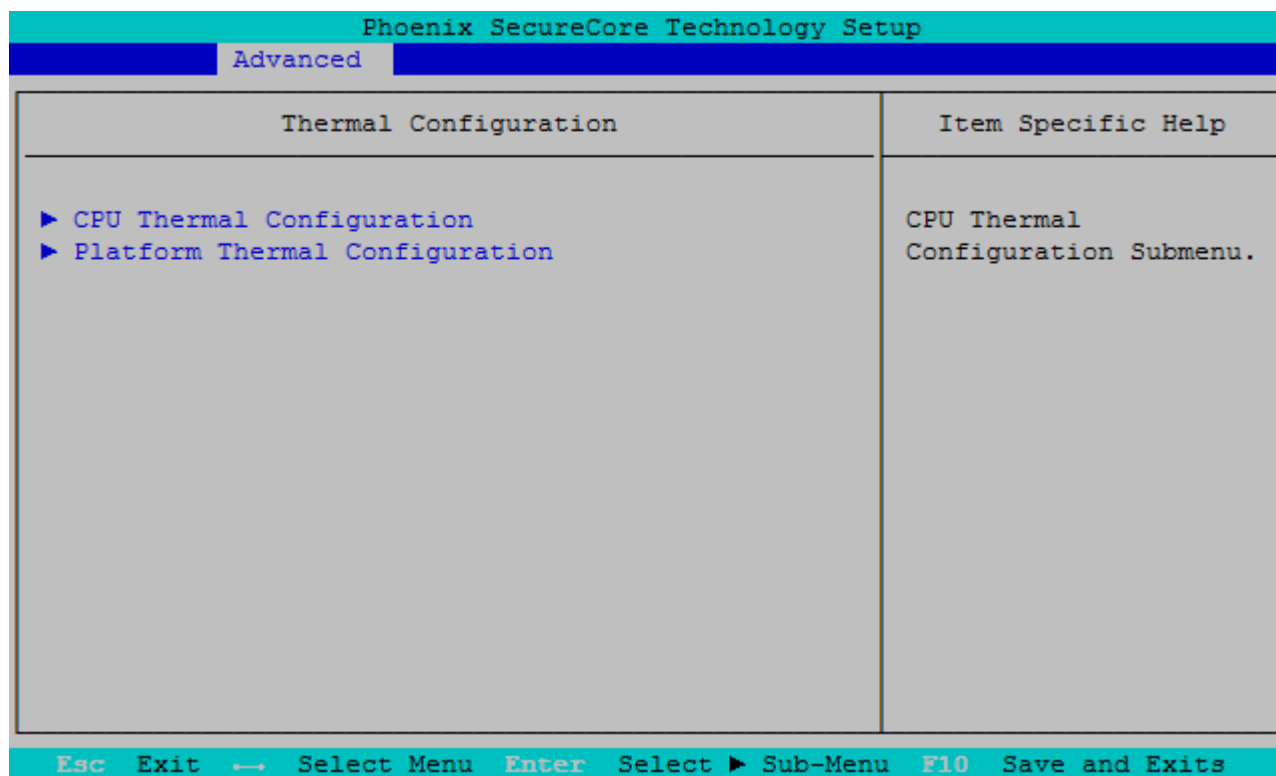 Phoenix SecureCore Technology Setup
Advanced
Thermal Configuration
Item Specific Help
► CPU Thermal Configuration
► Platform Thermal Configuration
CPU Thermal
Configuration Submenu.
Esc Exit ←→ Select Menu Enter Select ► Sub-Menu F10 Save and Exits